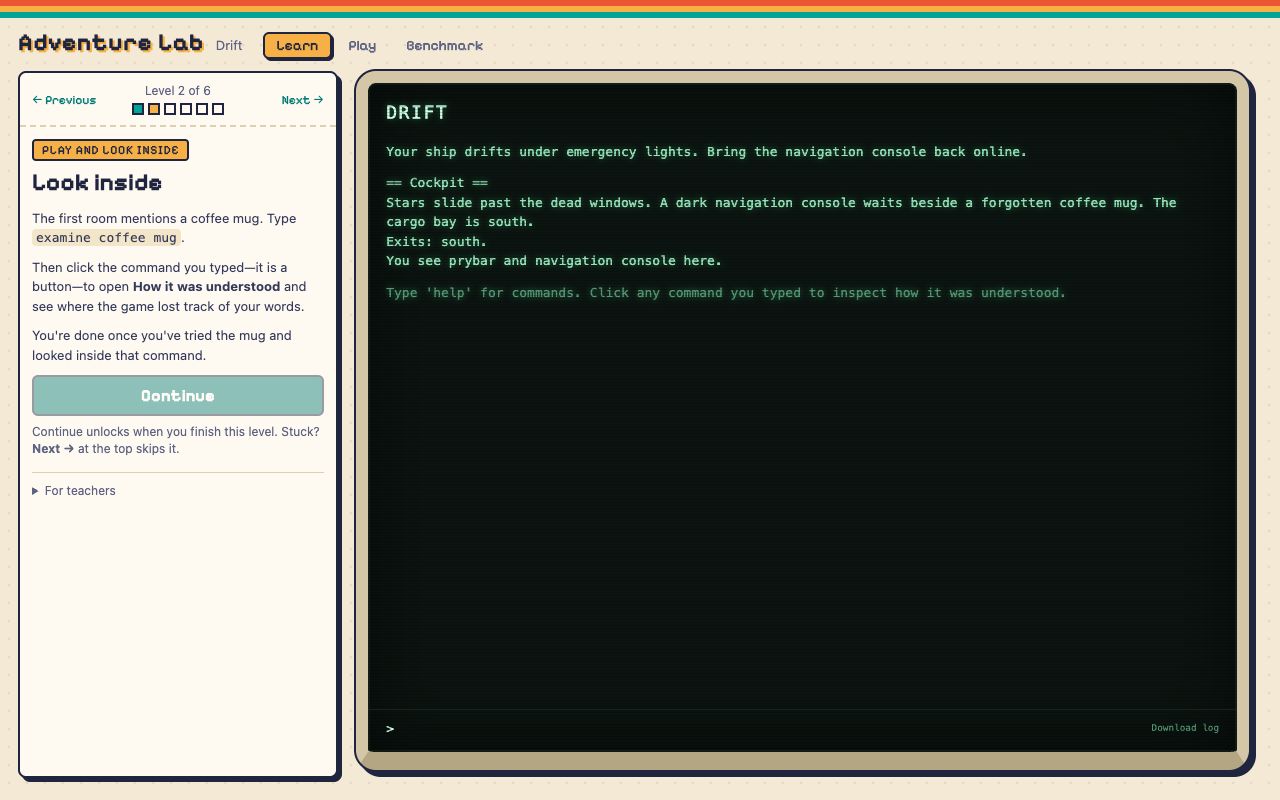 Adventure Lab
Drift
Learn
Play
Benchmark
← Previous
Level 2 of 6
Next →
PLAY AND LOOK INSIDE
Look inside
The first room mentions a coffee mug. Type
examine coffee mug.
Then click the command you typed—it is a
button—to open How it was understood and
see where the game lost track of your words.
You're done once you've tried the mug and
looked inside that command.
Continue
Continue unlocks when you finish this level. Stuck?
Next → at the top skips it.
For teachers
DRIFT
Your ship drifts under emergency lights. Bring the navigation console back online.
== Cockpit ==
Stars slide past the dead windows. A dark navigation console waits beside a forgotten coffee mug. The
cargo bay is south.
Exits: south.
You see prybar and navigation console here.
Type 'help' for commands. Click any command you typed to inspect how it was understood.
>
Download log